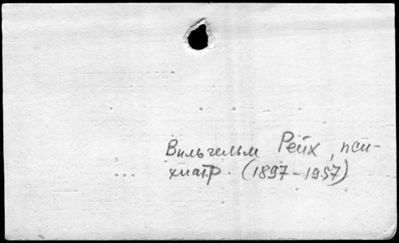 Вильгельм Рейх, пси-
хиатр. (1897-1957)